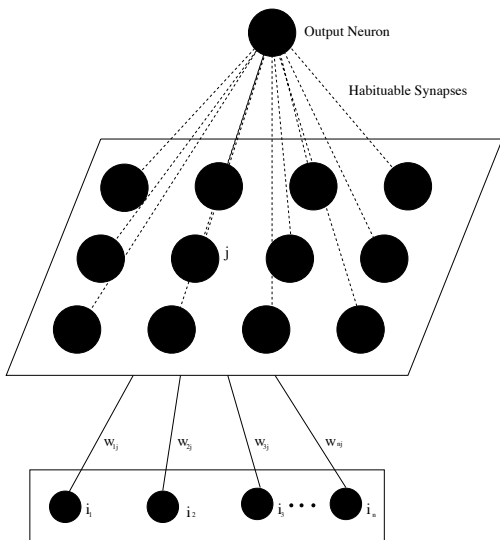 Output Neuron
Habituable Synapses
j
w1j w2j w3j wnj
i1 i2 i3 ••• in